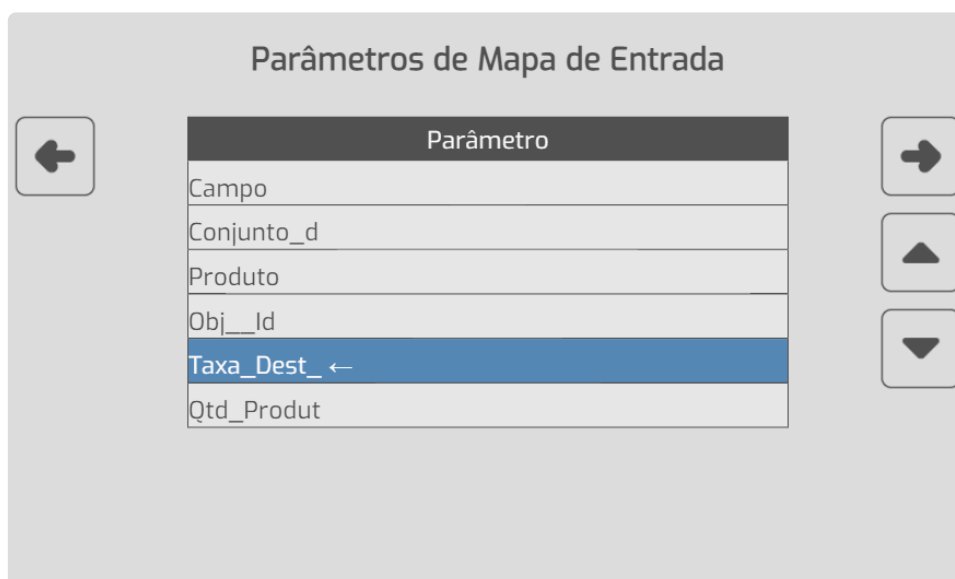 Parâmetros de Mapa de Entrada
Parâmetro
Campo
Conjunto_d
Produto
Obj__Id
Taxa_Dest_ ←
Qtd_Produt